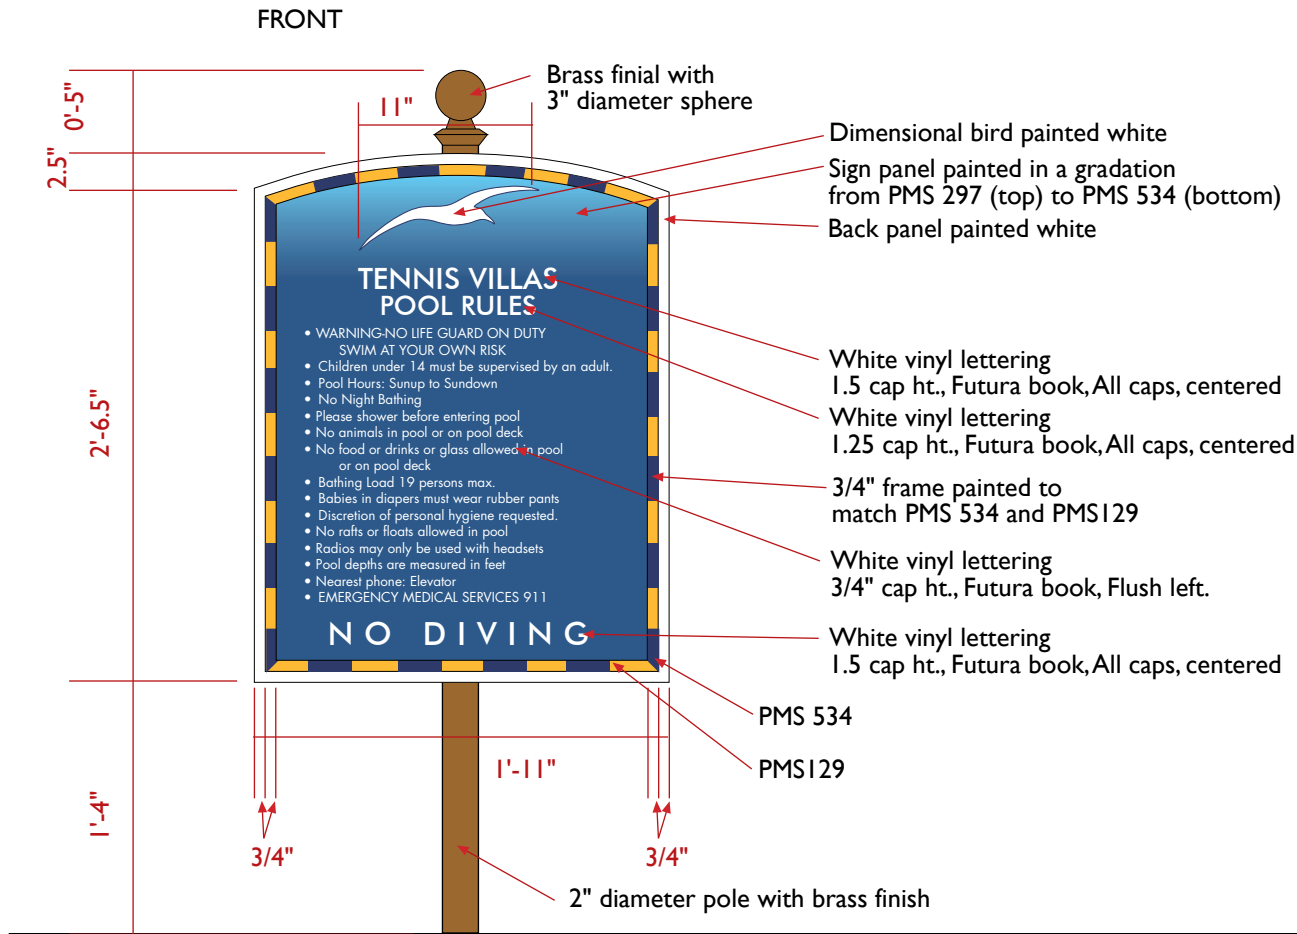 FRONT
Brass finial with
3" diameter sphere
0'-5"
11"
2.5"
Dimensional bird painted white
Sign panel painted in a gradation
from PMS 297 (top) to PMS 534 (bottom)
Back panel painted white
TENNIS VILLAS
POOL RULES
• WARNING-NO LIFE GUARD ON DUTY
SWIM AT YOUR OWN RISK
• Children under 14 must be supervised by an adult.
• Pool Hours: Sunup to Sundown
• No Night Bathing
• Please shower before entering pool
• No animals in pool or on pool deck
• No food or drinks or glass allowed in pool
or on pool deck
• Bathing Load 19 persons max.
• Babies in diapers must wear rubber pants
• Discretion of personal hygiene requested.
• No rafts or floats allowed in pool
• Radios may only be used with headsets
• Pool depths are measured in feet
• Nearest phone: Elevator
• EMERGENCY MEDICAL SERVICES 911
NO DIVING
2'-6.5"
White vinyl lettering
1.5 cap ht., Futura book, All caps, centered
White vinyl lettering
1.25 cap ht., Futura book, All caps, centered
3/4" frame painted to
match PMS 534 and PMS129
White vinyl lettering
3/4" cap ht., Futura book, Flush left.
White vinyl lettering
1.5 cap ht., Futura book, All caps, centered
PMS 534
PMS129
1'-11"
1'-4"
3/4"
3/4"
2" diameter pole with brass finish